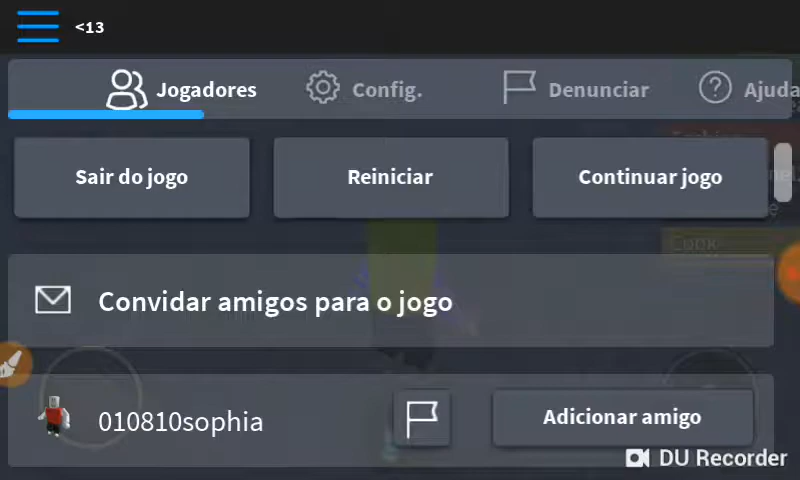 <13
Jogadores
Config.
Denunciar
Ajuda
Sair do jogo
Reiniciar
Continuar jogo
Convidar amigos para o jogo
010810sophia
Adicionar amigo
DU Recorder